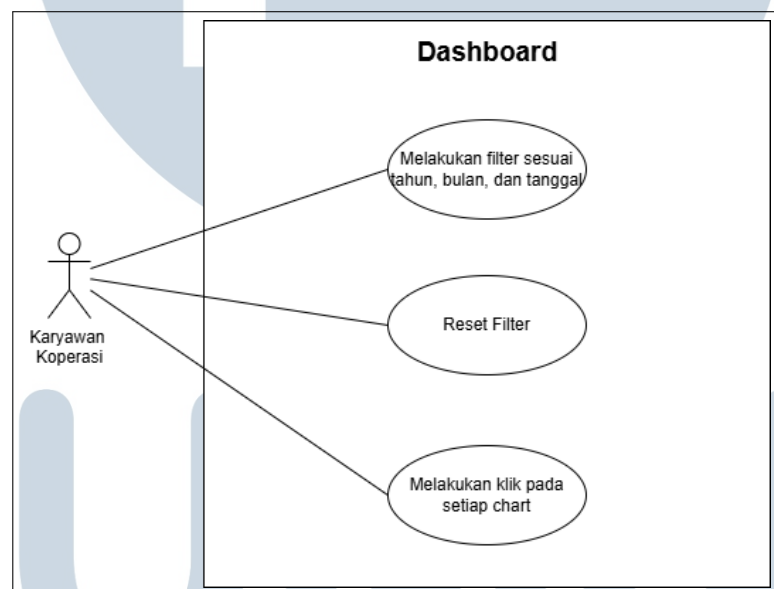 Dashboard
Melakukan filter sesuai
tahun, bulan, dan tanggal
Karyawan
Koperasi
Reset Filter
Melakukan klik pada
setiap chart